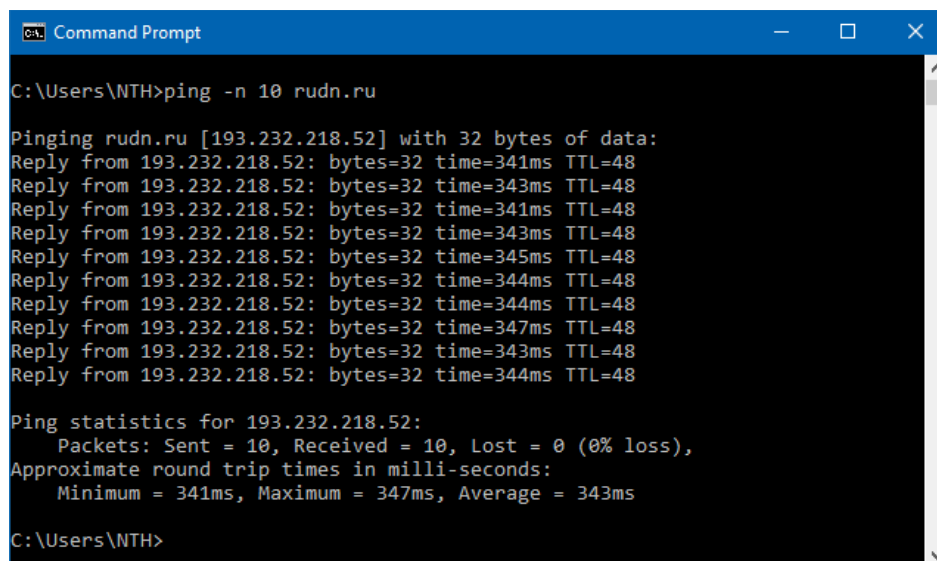 Command Prompt
C:\Users\NTH>ping -n 10 rudn.ru
Pinging rudn.ru [193.232.218.52] with 32 bytes of data:
Reply from 193.232.218.52: bytes=32 time=341ms TTL=48
Reply from 193.232.218.52: bytes=32 time=343ms TTL=48
Reply from 193.232.218.52: bytes=32 time=341ms TTL=48
Reply from 193.232.218.52: bytes=32 time=343ms TTL=48
Reply from 193.232.218.52: bytes=32 time=345ms TTL=48
Reply from 193.232.218.52: bytes=32 time=344ms TTL=48
Reply from 193.232.218.52: bytes=32 time=344ms TTL=48
Reply from 193.232.218.52: bytes=32 time=347ms TTL=48
Reply from 193.232.218.52: bytes=32 time=343ms TTL=48
Reply from 193.232.218.52: bytes=32 time=344ms TTL=48
Ping statistics for 193.232.218.52:
    Packets: Sent = 10, Received = 10, Lost = 0 (0% loss),
Approximate round trip times in milli-seconds:
    Minimum = 341ms, Maximum = 347ms, Average = 343ms
C:\Users\NTH>